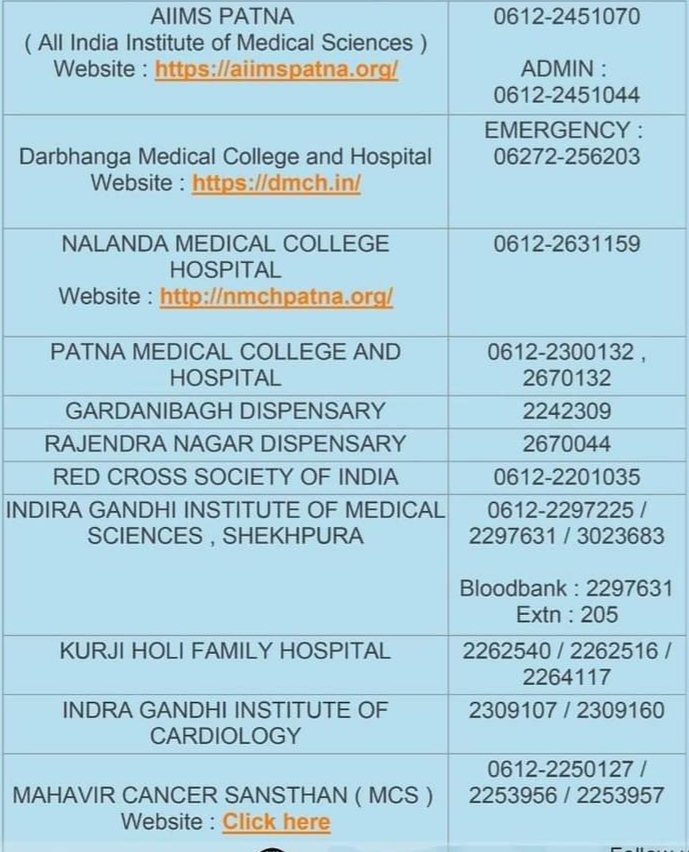 AIIMS PATNA
( All India Institute of Medical Sciences )
Website : https://aiimspatna.org/
0612-2451070
ADMIN :
0612-2451044
Darbhanga Medical College and Hospital
Website : https://dmch.in/
EMERGENCY :
06272-256203
NALANDA MEDICAL COLLEGE
HOSPITAL
Website : http://nmchpatna.org/
0612-2631159
PATNA MEDICAL COLLEGE AND
HOSPITAL
0612-2300132 ,
2670132
GARDANIBAGH DISPENSARY
2242309
RAJENDRA NAGAR DISPENSARY
2670044
RED CROSS SOCIETY OF INDIA
0612-2201035
INDIRA GANDHI INSTITUTE OF MEDICAL
SCIENCES , SHEKHPURA
0612-2297225 /
2297631 / 3023683
Bloodbank : 2297631
Extn : 205
KURJI HOLI FAMILY HOSPITAL
2262540 / 2262516 /
2264117
INDRA GANDHI INSTITUTE OF
CARDIOLOGY
2309107 / 2309160
MAHAVIR CANCER SANSTHAN ( MCS )
Website : Click here
0612-2250127 /
2253956 / 2253957